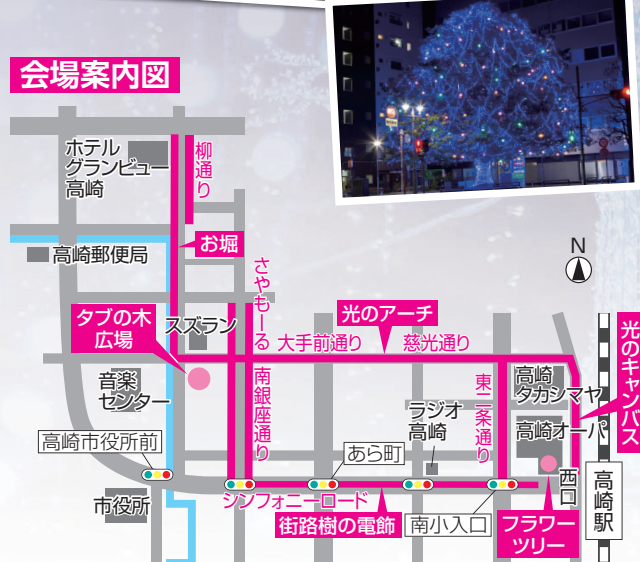 会場案内図
ホテル
グランビュー
高崎
柳通り
お堀
高崎郵便局
N
さやもーる
タブの木
広場
スズラン
光のアーチ
大手前通り
慈光通り
光のキャンバス
音楽
センター
南銀座通り
東二条通り
高崎
タカシマヤ
ラジオ
高崎
高崎オーパ
高崎市役所前
あら町
西口
高崎駅
市役所
シンフォニーロード
街路樹の電飾
南小入口
フラワー
ツリー